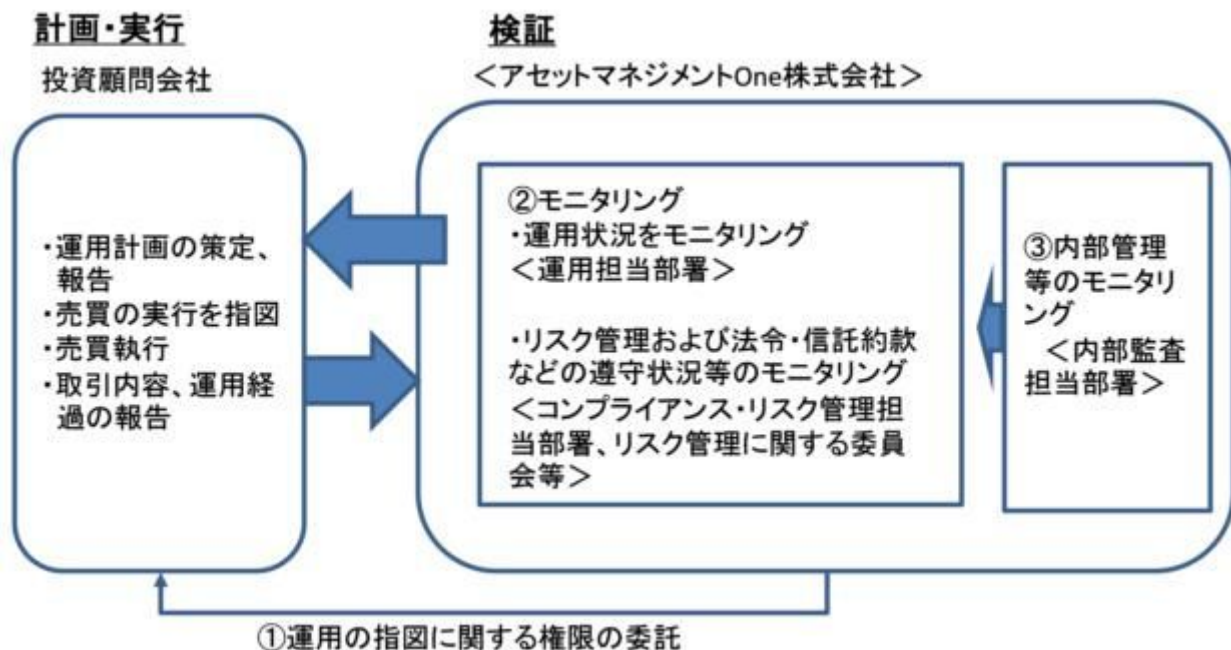 計画・実行
投資顧問会社
・運用計画の策定、
報告
・売買の実行を指図
・売買執行
・取引内容、運用経
過の報告
検証
＜アセットマネジメントOne株式会社＞
②モニタリング
・運用状況をモニタリング
＜運用担当部署＞
・リスク管理および法令・信託約款
などの遵守状況等のモニタリング
＜コンプライアンス・リスク管理担
当部署、リスク管理に関する委員
会等＞
③内部管理
等のモニタリ
ング
＜内部監査
担当部署＞
①運用の指図に関する権限の委託